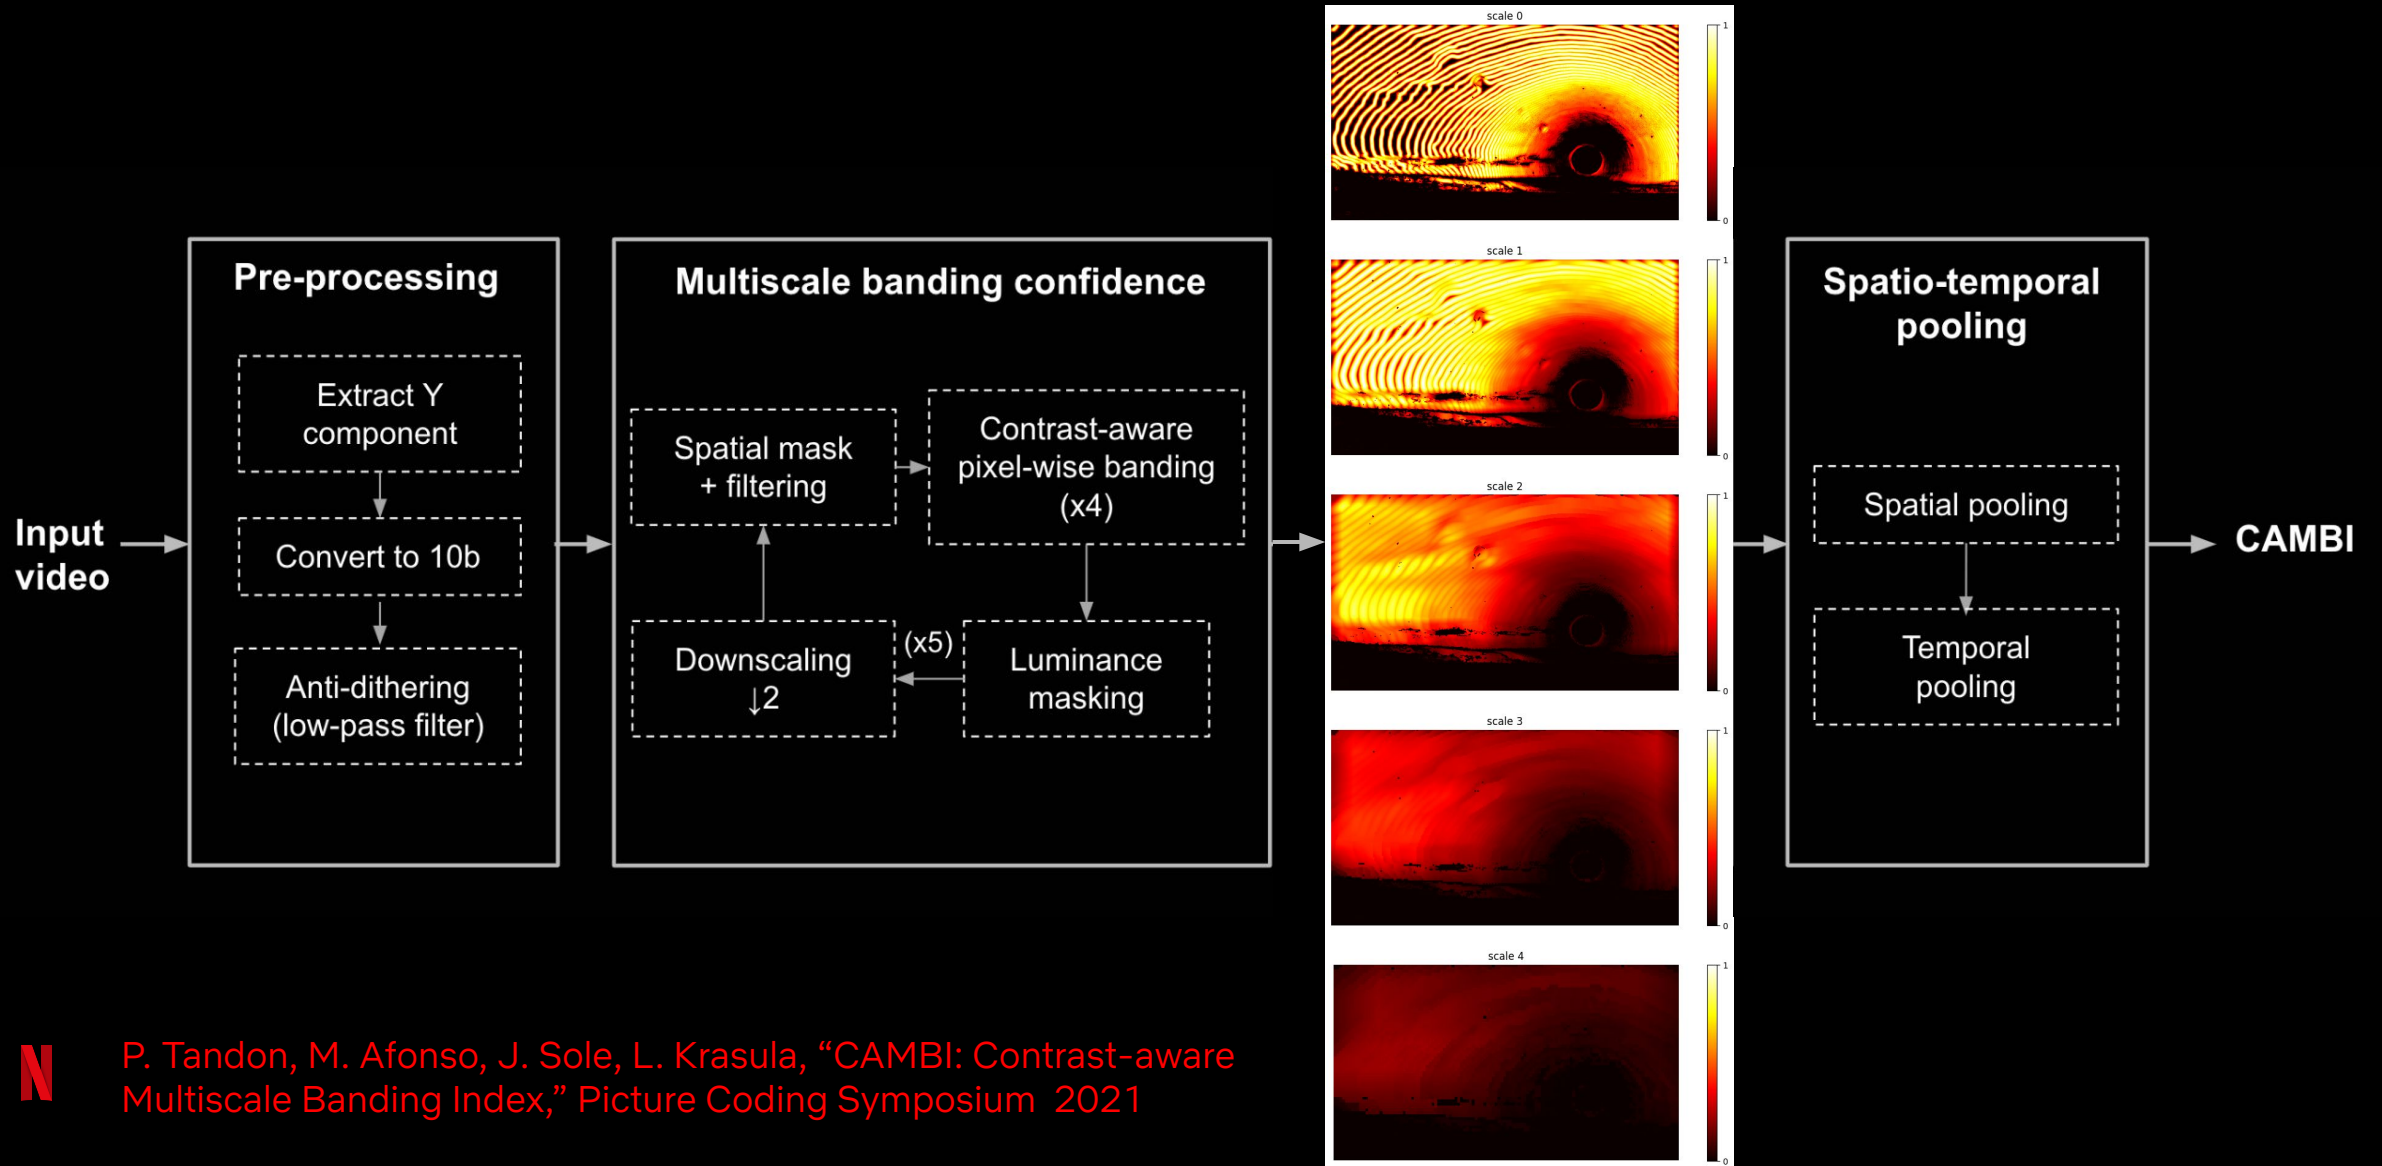 Input
video
Pre-processing
Extract Y
component
Convert to 10b
Anti-dithering
(low-pass filter)
Multiscale banding confidence
Spatial mask
+ filtering
Contrast-aware
pixel-wise banding
(x4)
Luminance
masking
(x5)
Downscaling
↓2
scale 0
1
0
scale 1
1
0
scale 2
1
0
scale 3
1
0
scale 4
1
0
Spatio-temporal
pooling
Spatial pooling
Temporal
pooling
CAMBI
N
P. Tandon, M. Afonso, J. Sole, L. Krasula, “CAMBI: Contrast-aware
Multiscale Banding Index,” Picture Coding Symposium 2021